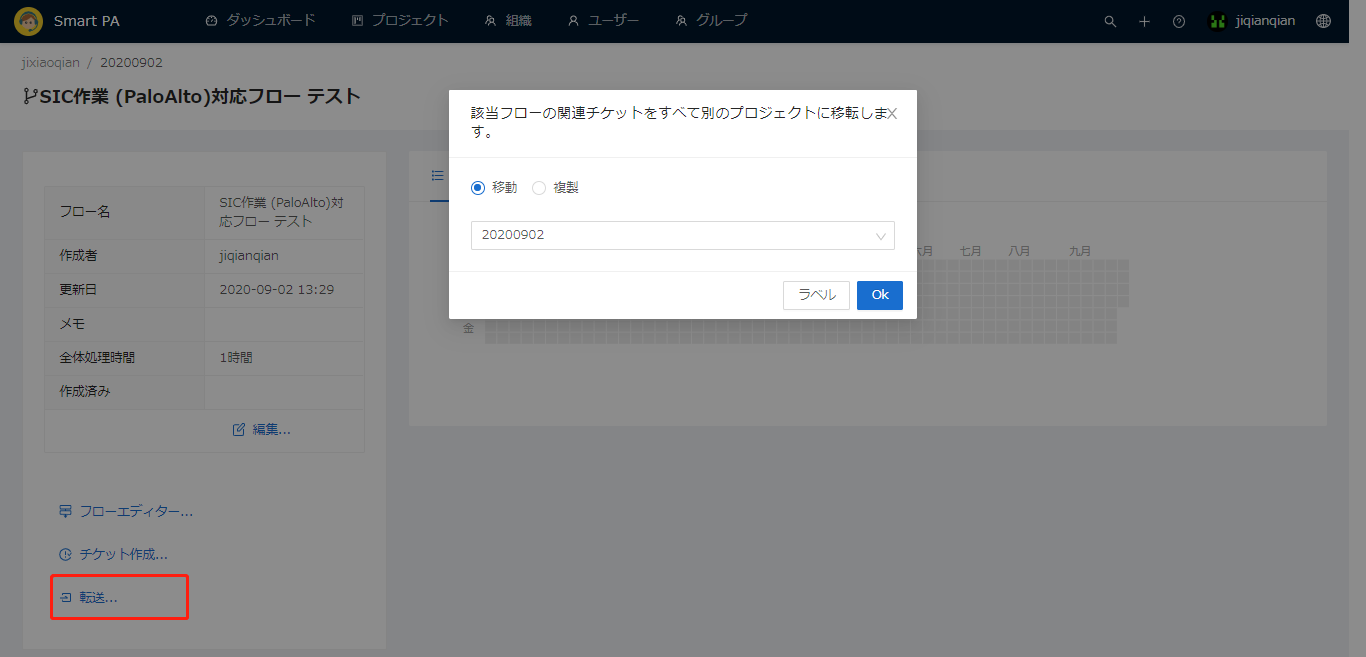 Smart PA ダッシュボード プロジェクト 組織 ユーザー グループ jiqianqian
jixiaoqian / 20200902
SIC作業 (PaloAlto)対応フロー テスト
該当フローの関連チケットをすべて別のプロジェクトに移転しま
す。
移動 複製
20200902
ラベル Ok
フロー名 SIC作業 (PaloAlto)対
応フロー テスト
作成者 jiqianqian
更新日 2020-09-02 13:29
メモ
全体処理時間 1時間
作成済み
編集...
フローエディター...
チケット作成...
転送...
六月 七月 八月 九月
金